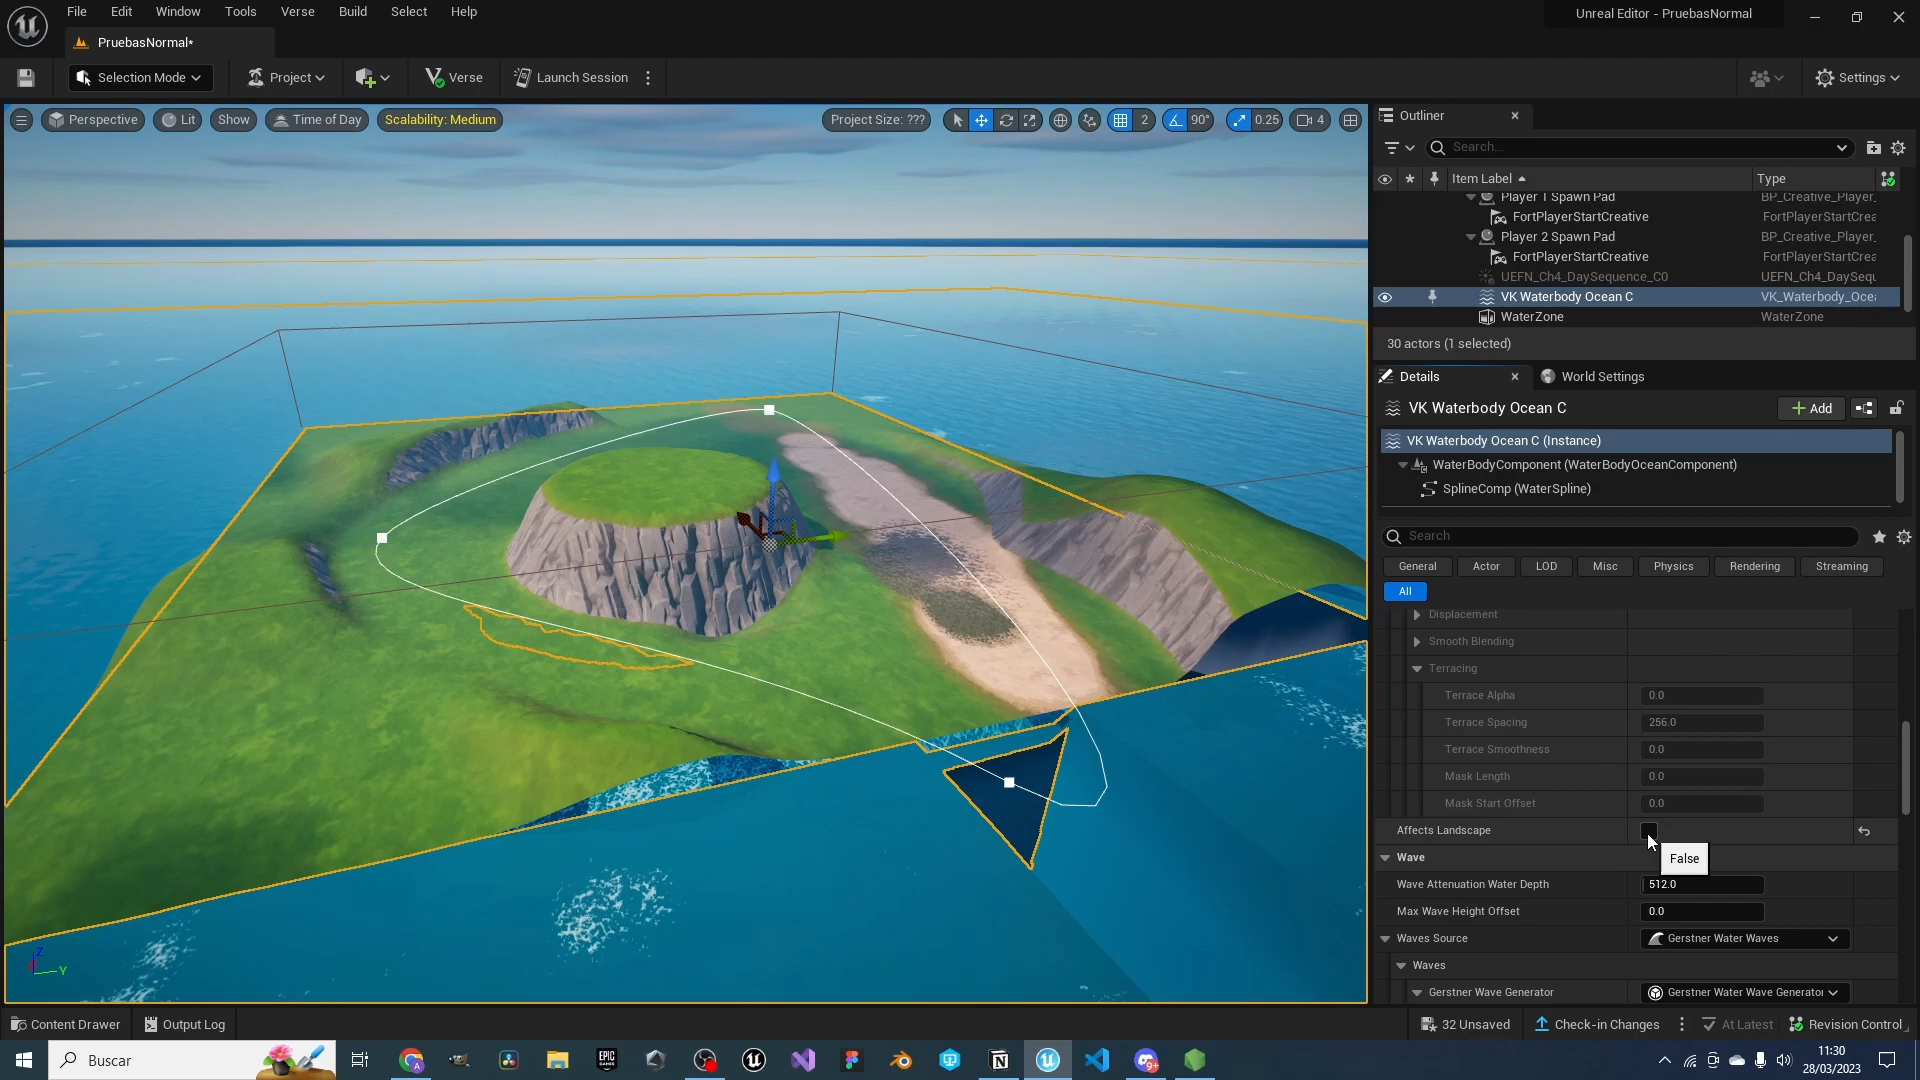 File Edit Window Tools Verse Build Select Help
Unreal Editor - PruebasNormal
PruebasNormal*
Selection Mode
Project
Verse
Launch Session
Settings
Perspective
Lit
Show
Time of Day
Scalability: Medium
Project Size: ???
2
90°
0.25
4
Outliner
Search...
Item Label
Type
Player 1 Spawn Pad BP_Creative_Player_
FortPlayerStartCreative FortPlayerStartCrea
Player 2 Spawn Pad BP_Creative_Player_
FortPlayerStartCreative FortPlayerStartCrea
UEFN_Ch4_DaySequence_C0 UEFN_Ch4_DaySequ
VK Waterbody Ocean C VK_Waterbody_Ocea
WaterZone WaterZone
30 actors (1 selected)
Details
World Settings
VK Waterbody Ocean C
Add
VK Waterbody Ocean C (Instance)
WaterBodyComponent (WaterBodyOceanComponent)
SplineComp (WaterSpline)
Search
General Actor LOD Misc Physics Rendering Streaming
All
Displacement
Smooth Blending
Terracing
Terrace Alpha 0.0
Terrace Spacing 256.0
Terrace Smoothness 0.0
Mask Length 0.0
Mask Start Offset 0.0
Affects Landscape
False
Wave
Wave Attenuation Water Depth 512.0
Max Wave Height Offset 0.0
Waves Source Gerstner Water Waves
Waves
Gerstner Wave Generator Gerstner Water Wave Generator
Z
Y
Content Drawer
Output Log
32 Unsaved
Check-in Changes
At Latest
Revision Control
Buscar
9+
11:30
28/03/2023